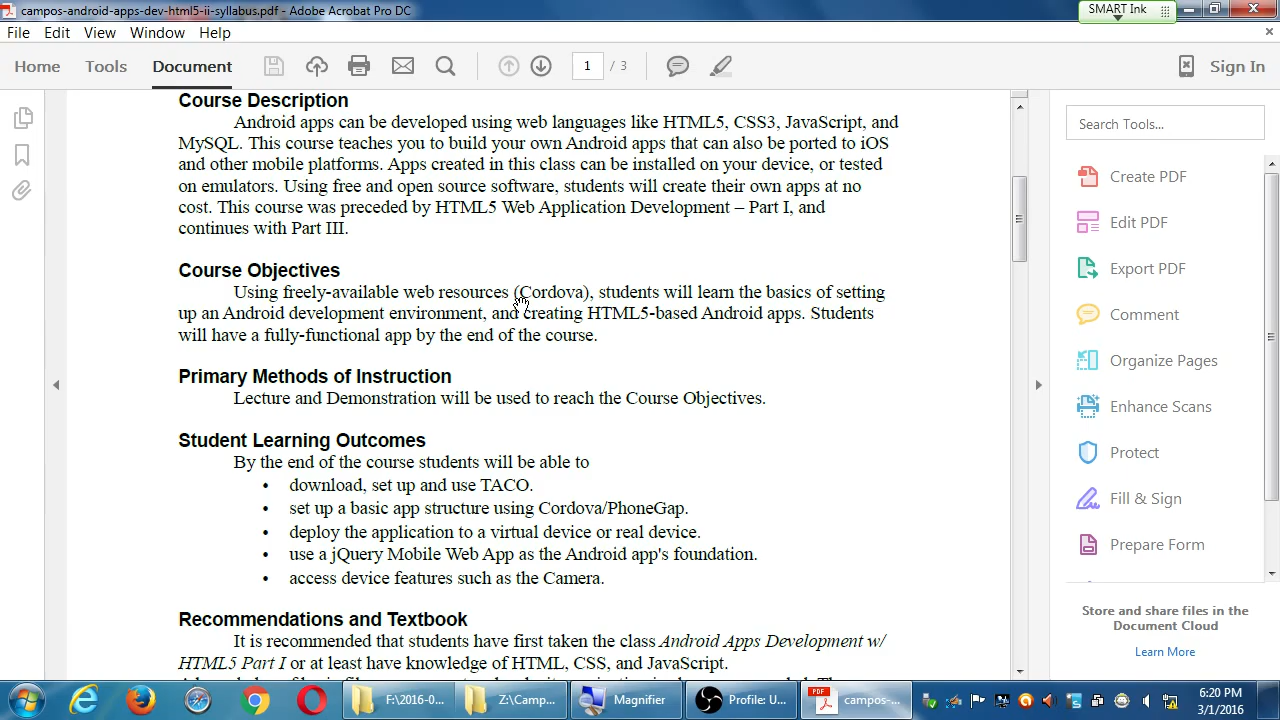 campos-android-apps-dev-html5-ii-syllabus.pdf - Adobe Acrobat Pro DC
SMART Ink
File Edit View Window Help
Home Tools Document 1 / 3 Sign In
Course Description
Android apps can be developed using web languages like HTML5, CSS3, JavaScript, and
MySQL. This course teaches you to build your own Android apps that can also be ported to iOS
and other mobile platforms. Apps created in this class can be installed on your device, or tested
on emulators. Using free and open source software, students will create their own apps at no
cost. This course was preceded by HTML5 Web Application Development – Part I, and
continues with Part III.
Course Objectives
Using freely-available web resources (Cordova), students will learn the basics of setting
up an Android development environment, and creating HTML5-based Android apps. Students
will have a fully-functional app by the end of the course.
Primary Methods of Instruction
Lecture and Demonstration will be used to reach the Course Objectives.
Student Learning Outcomes
By the end of the course students will be able to
• download, set up and use TACO.
• set up a basic app structure using Cordova/PhoneGap.
• deploy the application to a virtual device or real device.
• use a jQuery Mobile Web App as the Android app's foundation.
• access device features such as the Camera.
Recommendations and Textbook
It is recommended that students have first taken the class Android Apps Development w/
HTML5 Part I or at least have knowledge of HTML, CSS, and JavaScript.
Search Tools...
Create PDF
Edit PDF
Export PDF
Comment
Organize Pages
Enhance Scans
Protect
Fill & Sign
Prepare Form
Store and share files in the
Document Cloud
Learn More
F:\2016-0... Z:\Camp... Magnifier Profile: U... PDF campos-...
6:20 PM
3/1/2016